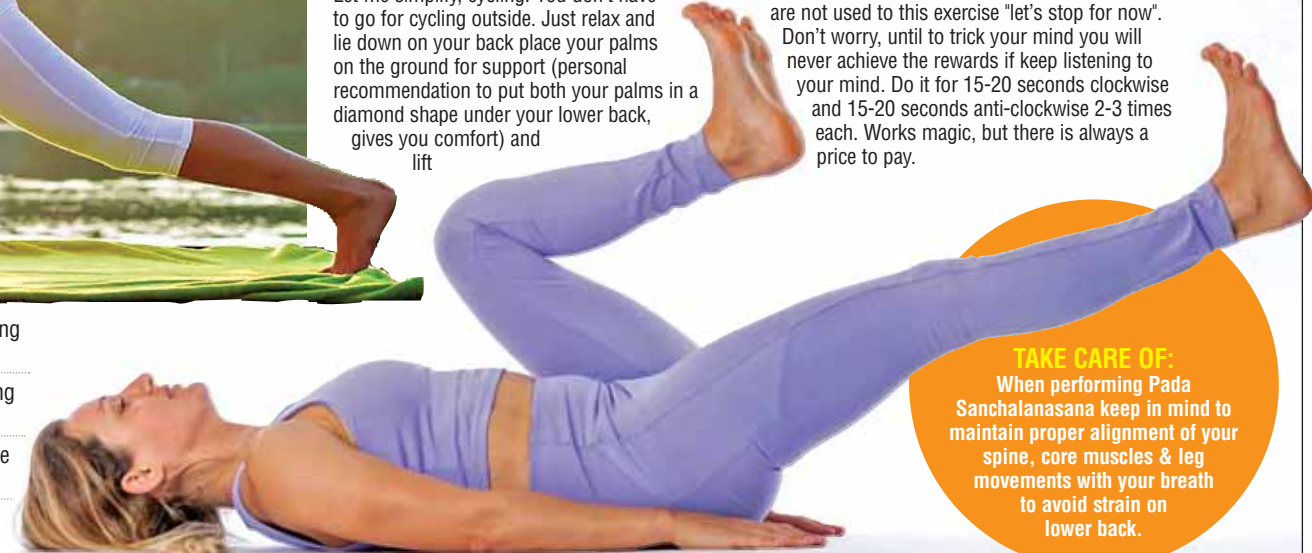 to go for cycling outside. Just relax and
lie down on your back place your palms
on the ground for support (personal
recommendation to put both your palms in a
diamond shape under your lower back,
gives you comfort) and
lift
are not used to this exercise "let's stop for now".
Don't worry, until to trick your mind you will
never achieve the rewards if keep listening to
your mind. Do it for 15-20 seconds clockwise
and 15-20 seconds anti-clockwise 2-3 times
each. Works magic, but there is always a
price to pay.
ng
ng
e
TAKE CARE OF:
When performing Pada
Sanchalanasana keep in mind to
maintain proper alignment of your
spine, core muscles & leg
movements with your breath
to avoid strain on
lower back.